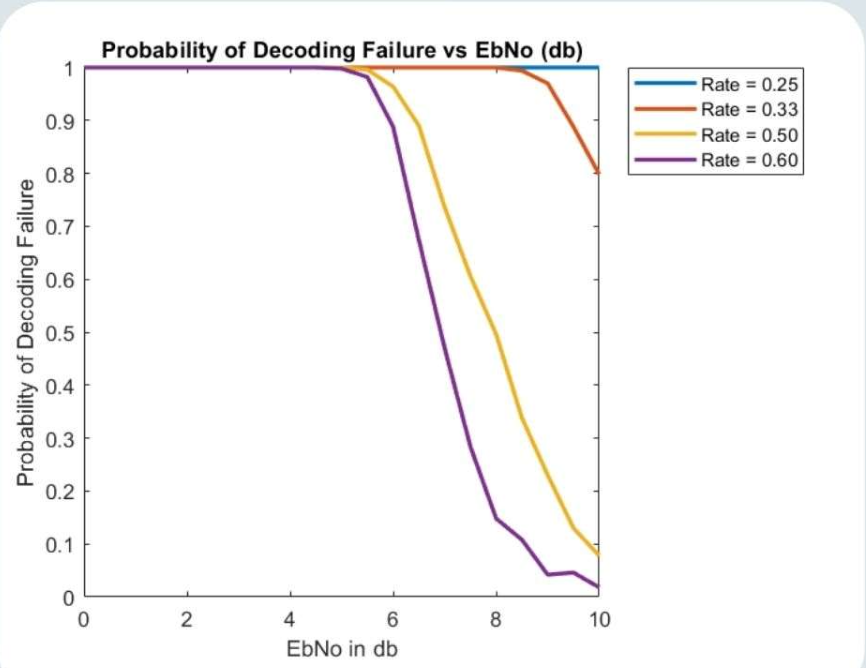 Probability of Decoding Failure vs EbNo (db)
Rate = 0.25
Rate = 0.33
Rate = 0.50
Rate = 0.60
Probability of Decoding Failure
1
0.9
0.8
0.7
0.6
0.5
0.4
0.3
0.2
0.1
0
0 2 4 6 8 10
EbNo in db